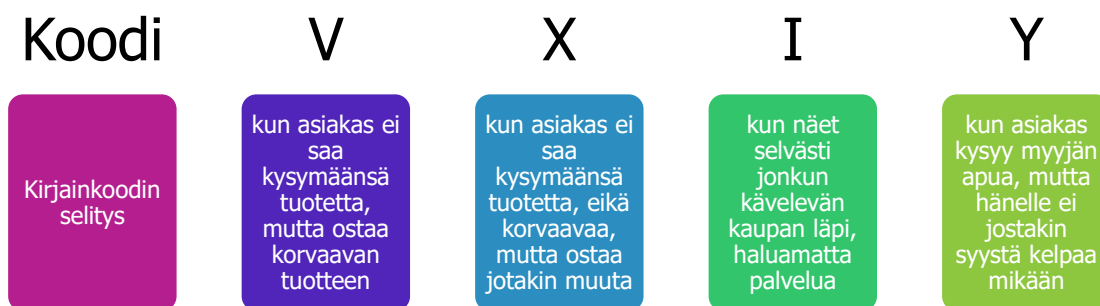 Koodi
V
X
I
Y
Kirjainkoodin
selitys
kun asiakas ei
saa
kysymäänsä
tuotetta,
mutta ostaa
korvaavan
tuotteen
kun asiakas ei
saa
kysymäänsä
tuotetta, eikä
korvaavaa,
mutta ostaa
jotakin muuta
kun näet
selvästi
jonkun
kävelevän
kaupan läpi,
haluamatta
palvelua
kun asiakas
kysyy myyjän
apua, mutta
hänelle ei
jostakin
syystä kelpaa
mikään